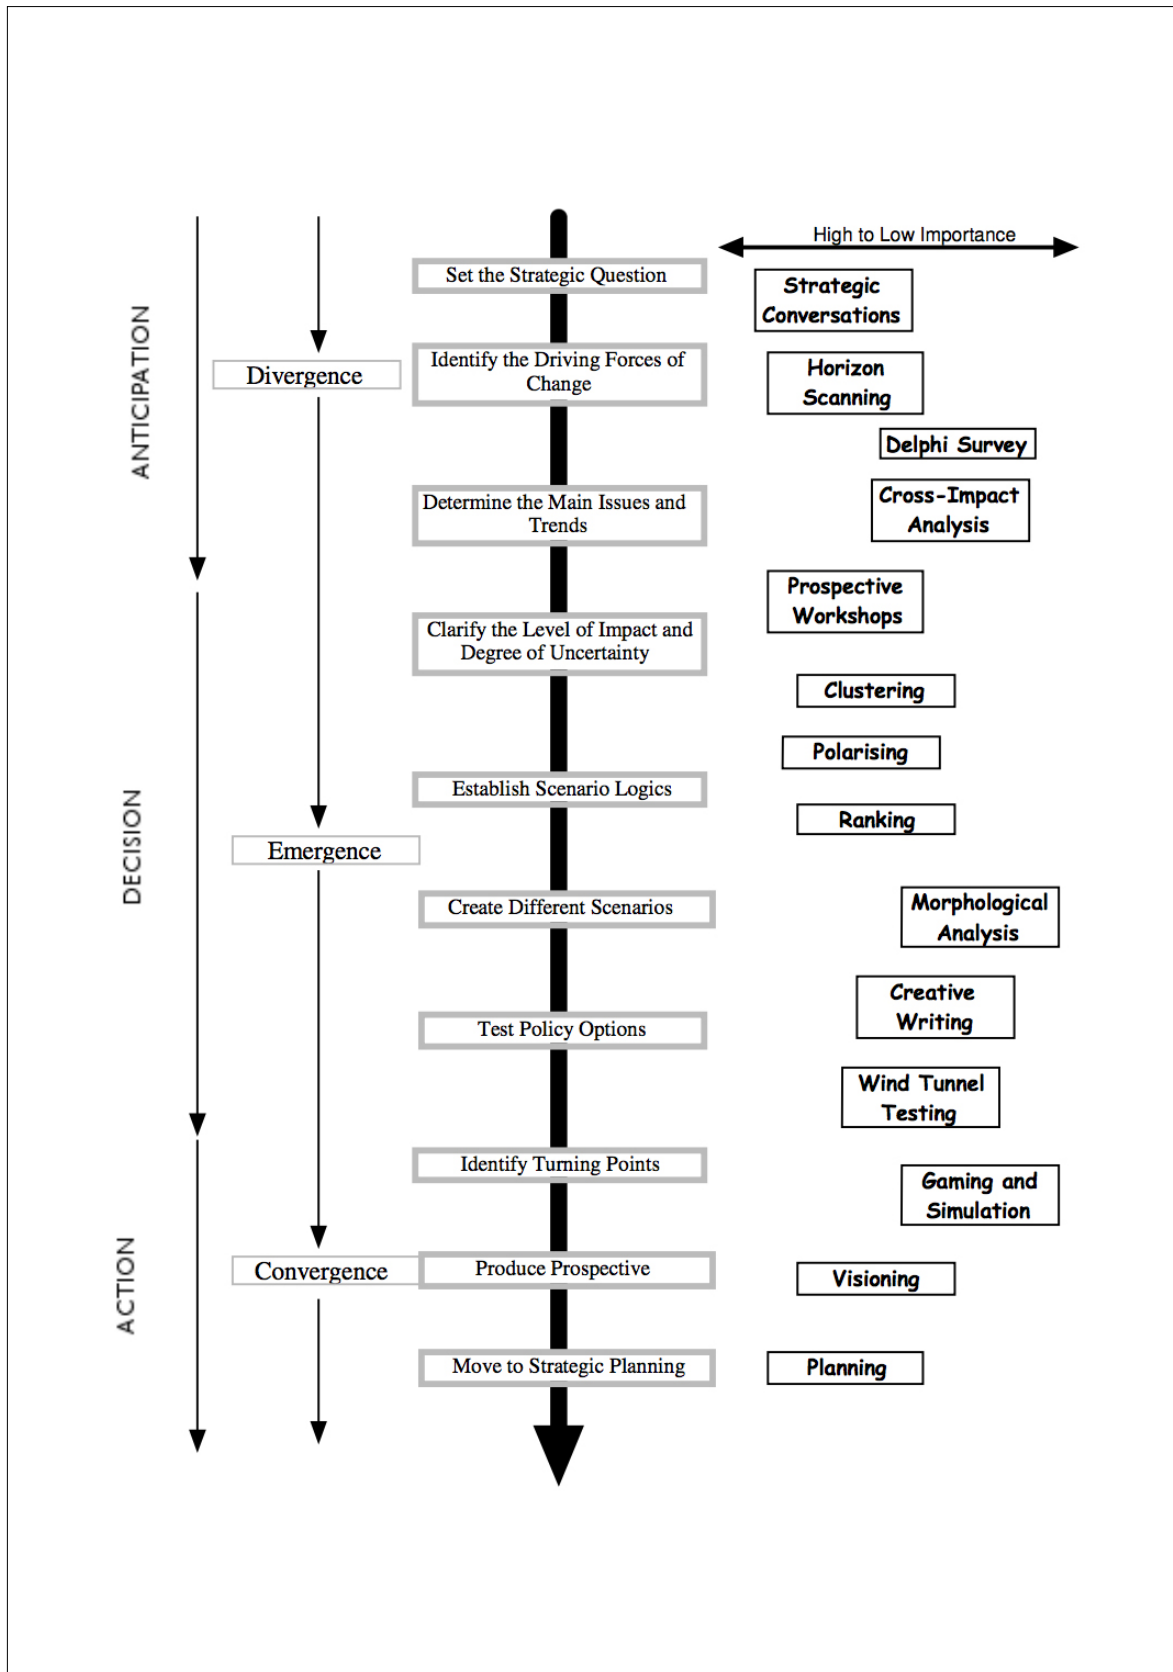 High to Low Importance
Set the Strategic Question
Strategic
Conversations
ANTICIPATION
Divergence
Identify the Driving Forces of
Change
Horizon
Scanning
Delphi Survey
Determine the Main Issues and
Trends
Cross-Impact
Analysis
Prospective
Workshops
Clarify the Level of Impact and
Degree of Uncertainty
Clustering
Polarising
DECISION
Establish Scenario Logics
Ranking
Emergence
Create Different Scenarios
Morphological
Analysis
Creative
Writing
Test Policy Options
Wind Tunnel
Testing
Identify Turning Points
Gaming and
Simulation
ACTION
Convergence
Produce Prospective
Visioning
Move to Strategic Planning
Planning